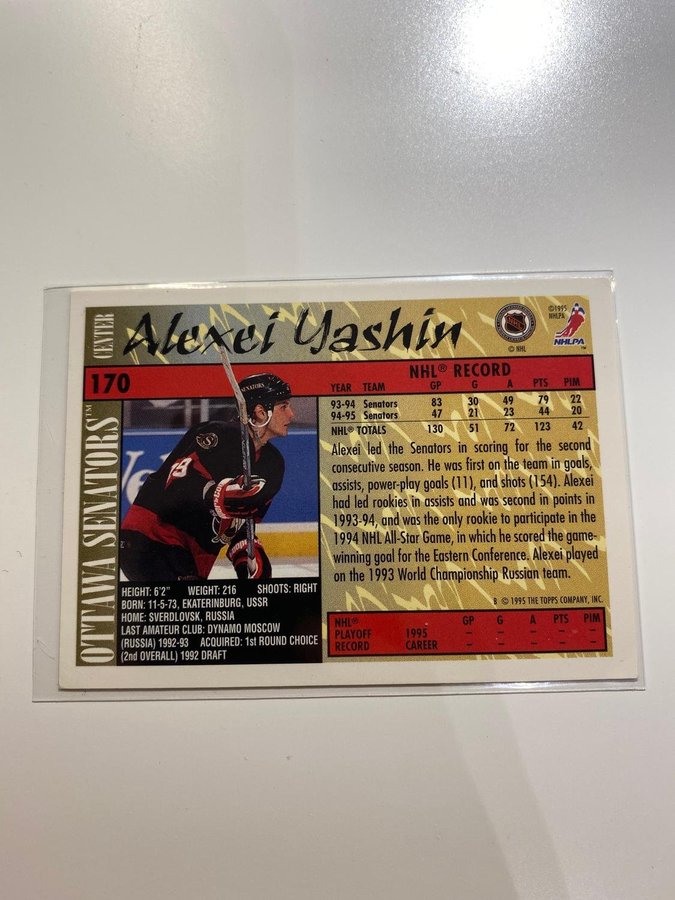 Alexei Yashin
CENTER
OTTAWA SENATORS™
©1995
NHLPA
NHLPA
™
© NHL
170
NHL® RECORD
YEAR TEAM GP G A PTS PIM
93-94 Senators 83 30 49 79 22
94-95 Senators 47 21 23 44 20
NHL® TOTALS 130 51 72 123 42
Alexei led the Senators in scoring for the second
consecutive season. He was first on the team in goals,
assists, power-play goals (11), and shots (154). Alexei
had led rookies in assists and was second in points in
1993-94, and was the only rookie to participate in the
1994 NHL All-Star Game, in which he scored the game-
winning goal for the Eastern Conference. Alexei played
on the 1993 World Championship Russian team.
8 © 1995 THE TOPPS COMPANY, INC.
SENATORS
HEIGHT: 6'2" WEIGHT: 216 SHOOTS: RIGHT
BORN: 11-5-73, EKATERINBURG, USSR
HOME: SVERDLOVSK, RUSSIA
LAST AMATEUR CLUB: DYNAMO MOSCOW
(RUSSIA) 1992-93 ACQUIRED: 1st ROUND CHOICE
(2nd OVERALL) 1992 DRAFT
NHL® GP G A PTS PIM
PLAYOFF 1995 – – – – –
RECORD CAREER – – – – –